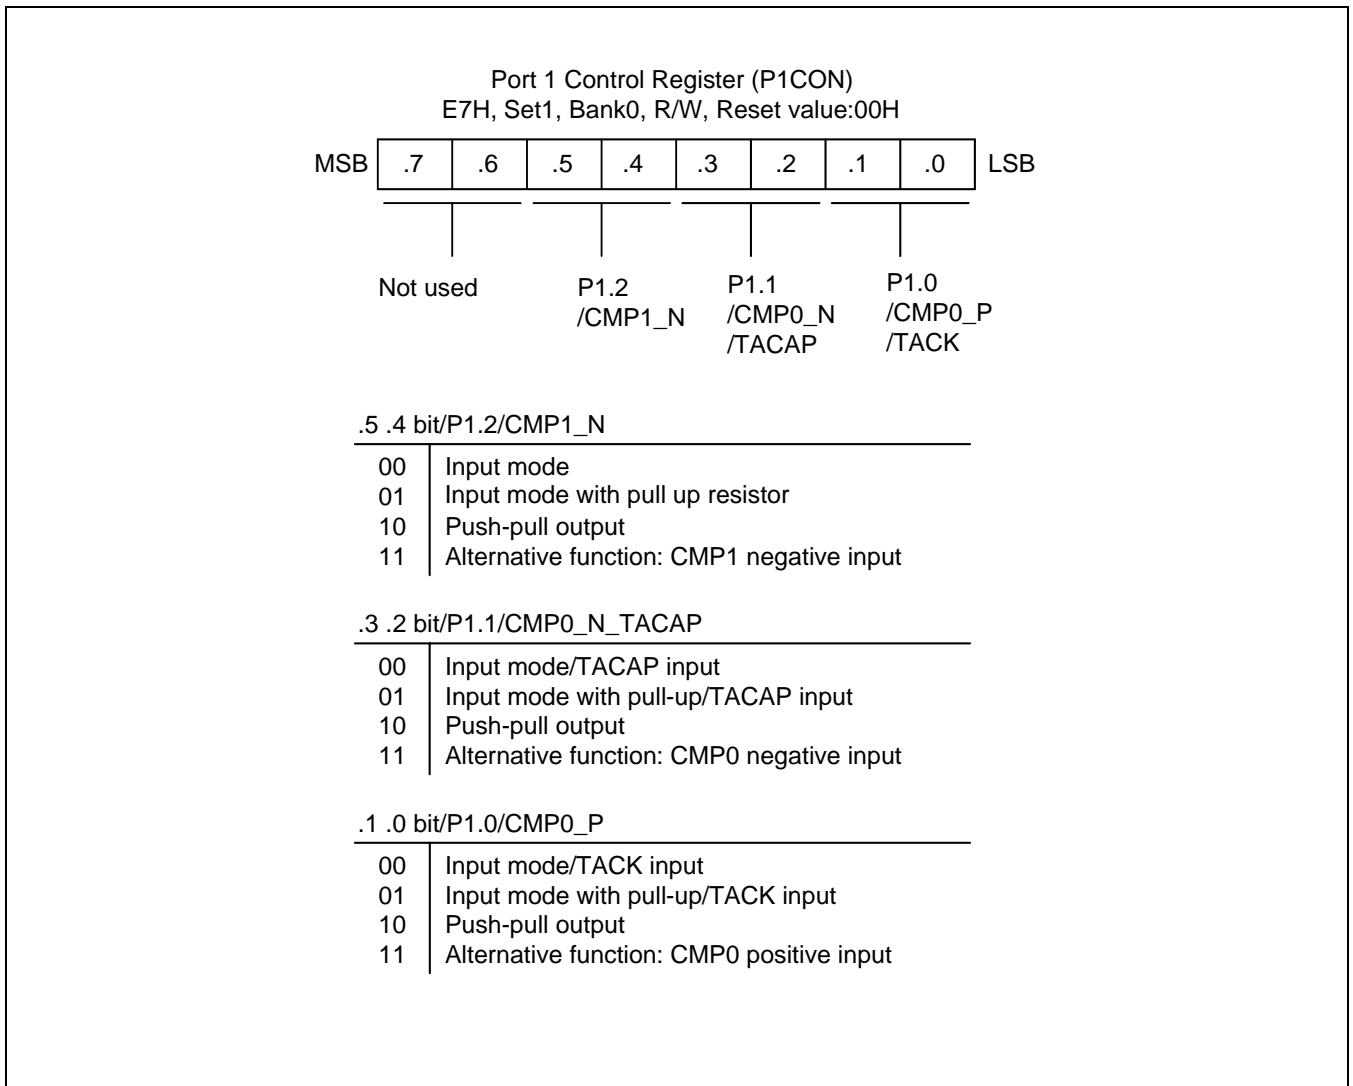 Port 1 Control Register (P1CON)
E7H, Set1, Bank0, R/W, Reset value:00H
MSB .7 .6 .5 .4 .3 .2 .1 .0 LSB
Not used
P1.2
/CMP1_N
P1.1
/CMP0_N
/TACAP
P1.0
/CMP0_P
/TACK
.5 .4 bit/P1.2/CMP1_N
00 Input mode
01 Input mode with pull up resistor
10 Push-pull output
11 Alternative function: CMP1 negative input
.3 .2 bit/P1.1/CMP0_N_TACAP
00 Input mode/TACAP input
01 Input mode with pull-up/TACAP input
10 Push-pull output
11 Alternative function: CMP0 negative input
.1 .0 bit/P1.0/CMP0_P
00 Input mode/TACK input
01 Input mode with pull-up/TACK input
10 Push-pull output
11 Alternative function: CMP0 positive input